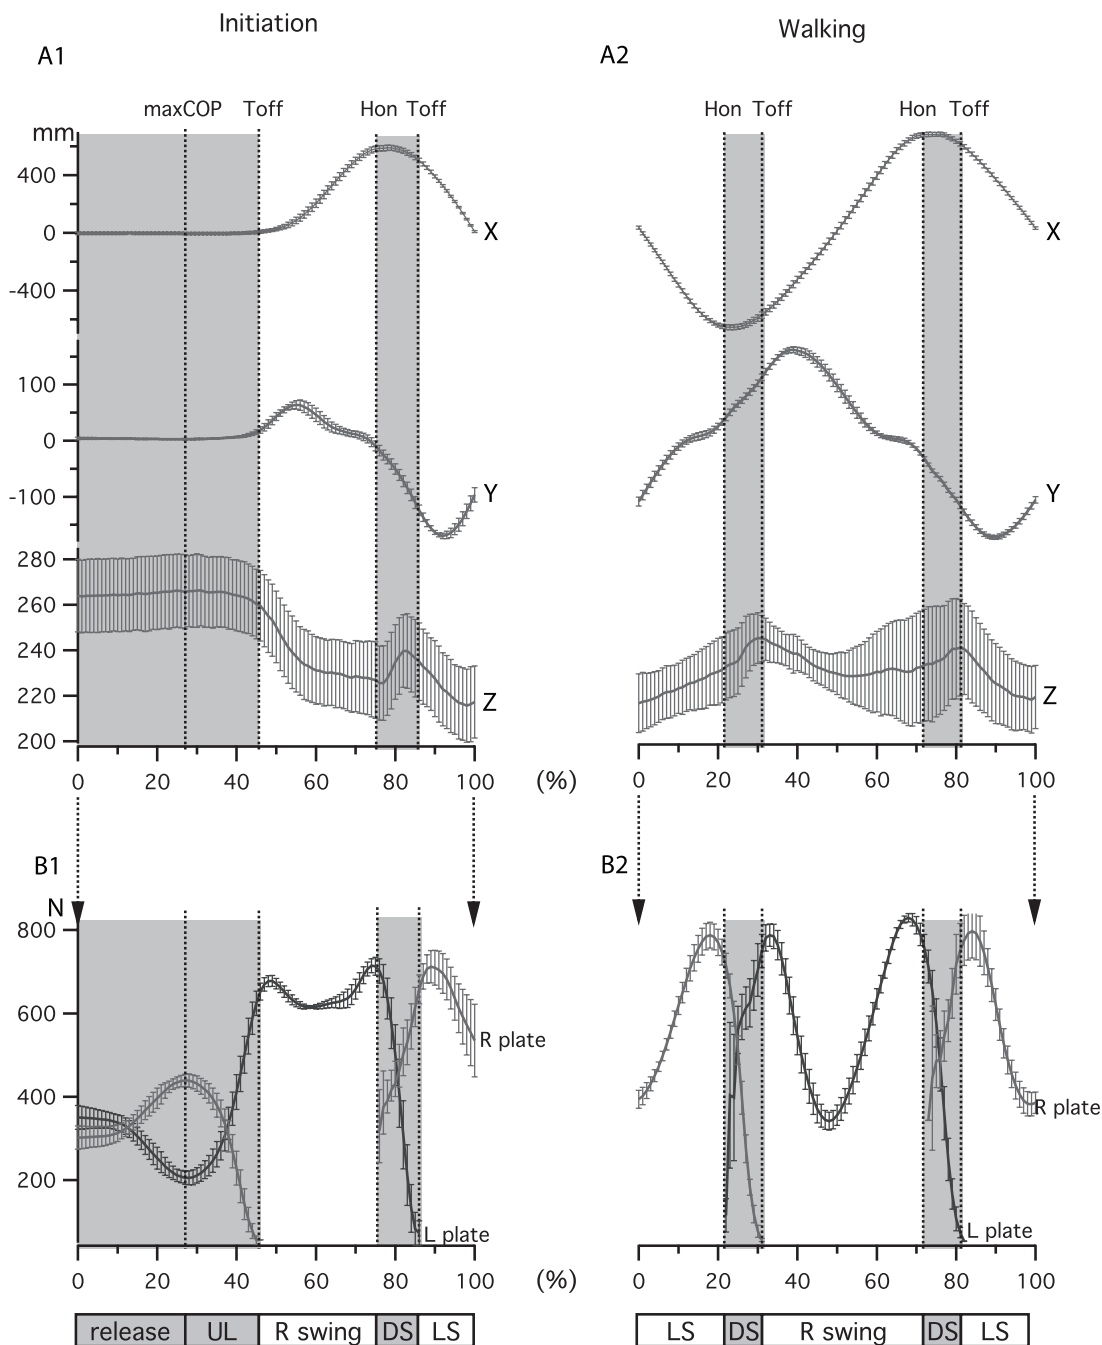 Initiation
Walking
A1
A2
maxCOP Toff Hon Toff
Hon Toff Hon Toff
mm
400
0
-400
X
X
100
0
-100
Y
Y
280
260
240
220
200
Z
Z
0 20 40 60 80 100 (%)
0 20 40 60 80 100
B1
B2
N
800
600
400
200
R plate
L plate
R plate
L plate
0 20 40 60 80 100 (%)
0 20 40 60 80 100
release UL R swing DS LS
LS DS R swing DS LS